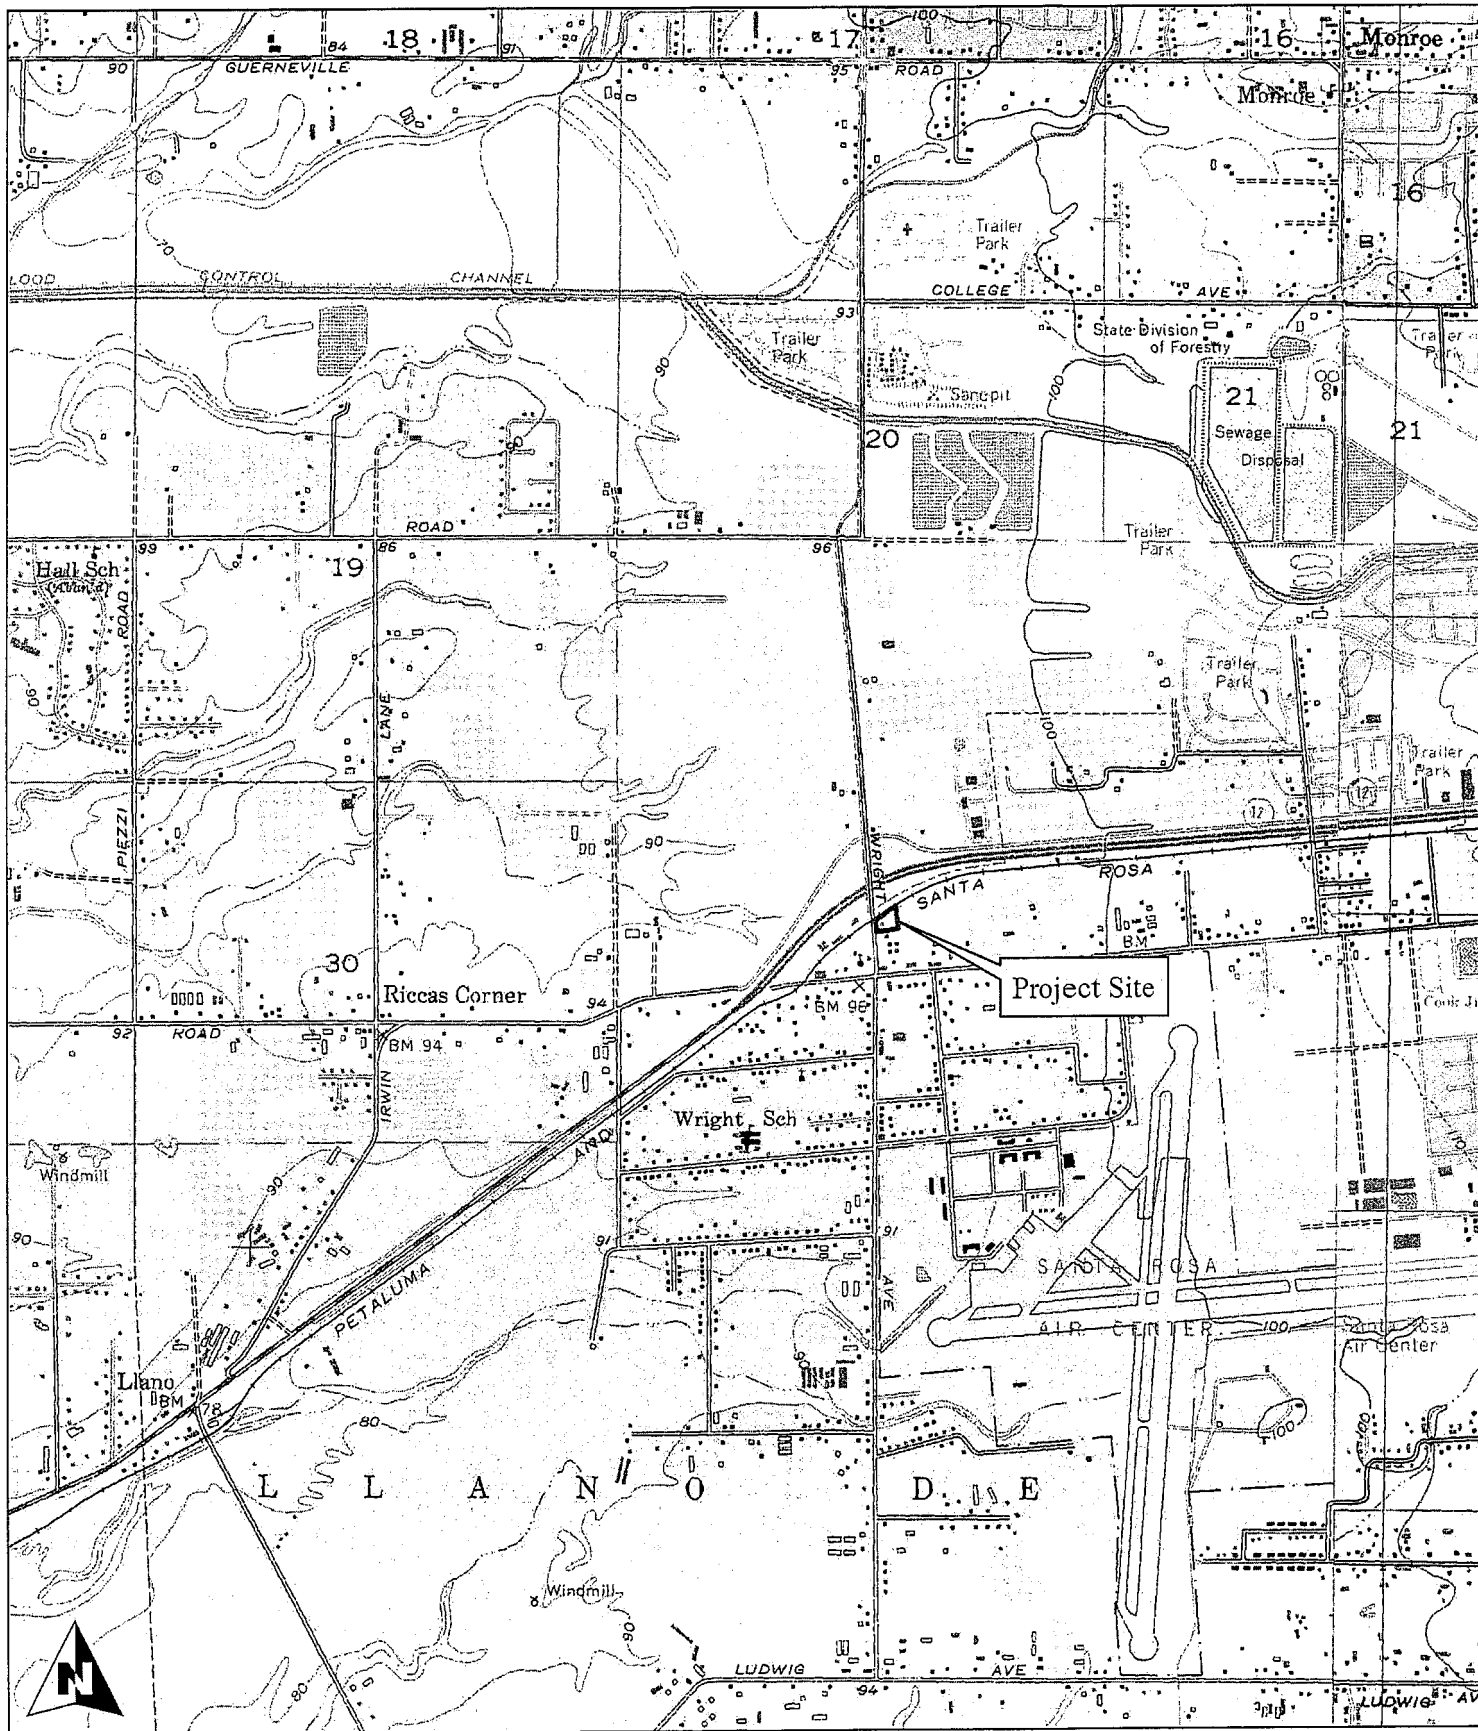 18
17
16
Monroe
100
84
91
90
GUERNEVILLE
95
ROAD
Monroe
16
Trailer
Park
70
LOOD
CONTROL
CHANNEL
COLLEGE
AVE
93
Trailer
Park
State Division
of Forestry
Trailer
Park
90
100
Sandpit
21
90
20
Sewage
21
Disposal
ROAD
Trailer
Park
99
86
96
Hall Sch
19
ROAD
90
Trailer
Park
LANE
100
Trailer
Park
12
12
PIEZZI
90
WRIGHT
ROSA
SANTA
BM
30
Riccas Corner
94
Project Site
BM 96
92
ROAD
BM 94
IRWIN
Wright Sch
AND
Windmill
90
90
91
91
SANTA ROSA
PETALUMA
AVE
AIR CENTER
100
Santa Rosa
Air Center
90
Llano
BM
78
80
100
100
L L A N O D E
Windmill
90
80
N
LUDWIG
AVE
94
LUDWIG AV